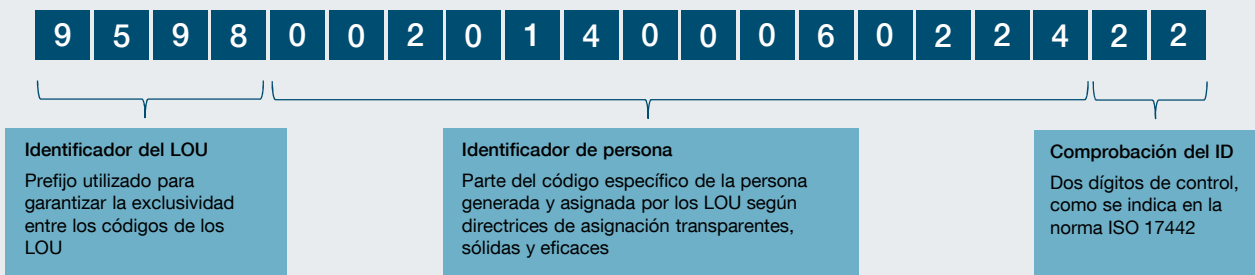 9 5 9 8 0 0 2 0 1 4 0 0 0 6 0 2 2 4 2 2
Identificador del LOU
Prefijo utilizado para
garantizar la exclusividad
entre los códigos de los
LOU
Identificador de persona
Parte del código específico de la persona
generada y asignada por los LOU según
directrices de asignación transparentes,
sólidas y eficaces
Comprobación del ID
Dos dígitos de control,
como se indica en la
norma ISO 17442